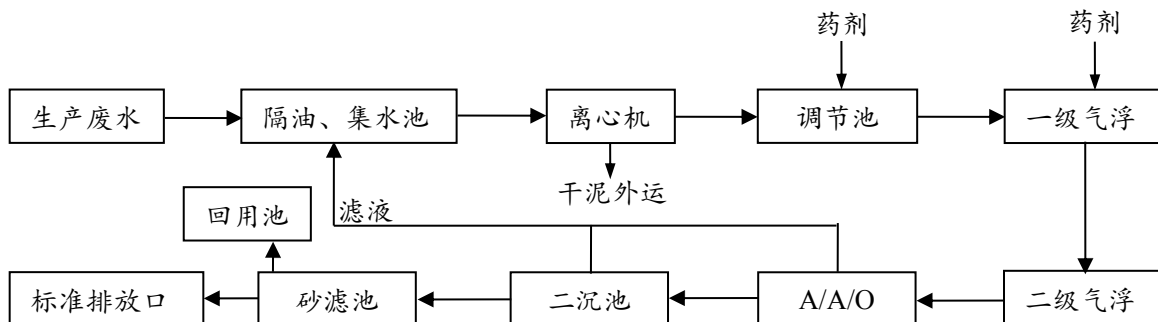 药剂
药剂
生产废水
隔油、集水池
离心机
调节池
一级气浮
干泥外运
回用池
滤液
标准排放口
砂滤池
二沉池
A/A/O
二级气浮